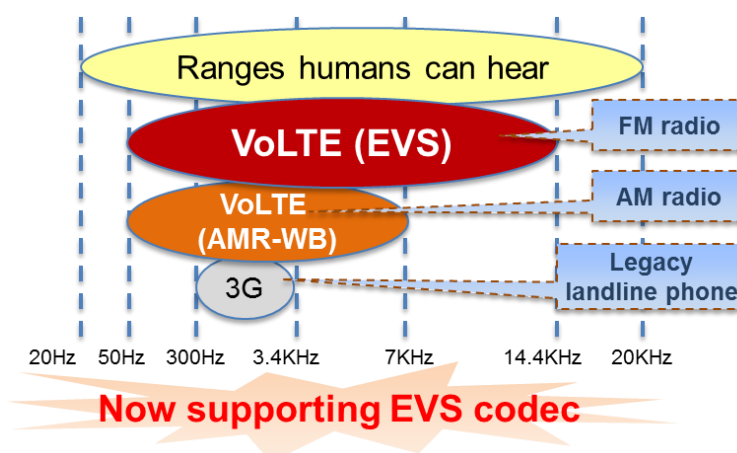 Ranges humans can hear
VoLTE (EVS)
FM radio
VoLTE
(AMR-WB)
AM radio
3G
Legacy
landline phone
20Hz 50Hz 300Hz 3.4KHz 7KHz 14.4KHz 20KHz
Now supporting EVS codec